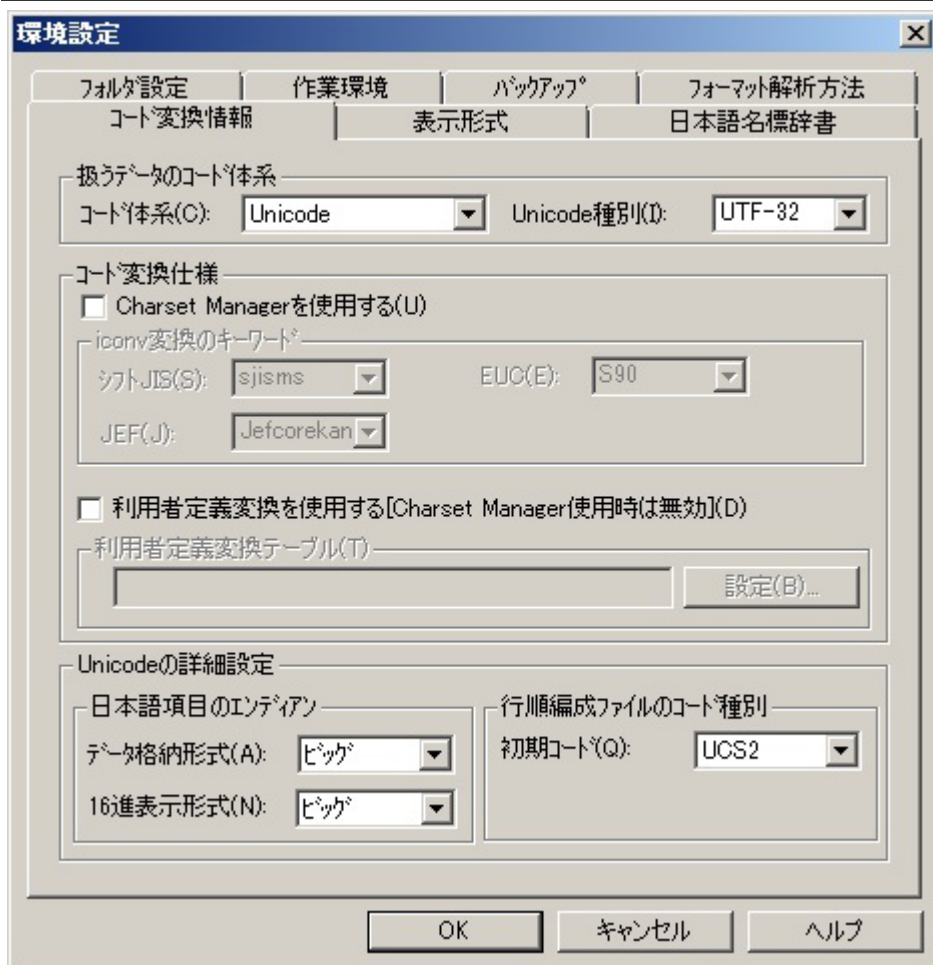 環境設定
ﾌｫﾙﾀﾞ設定 作業環境 ﾊﾞｯｸｱｯﾌﾟ ﾌｫｰﾏｯﾄ解析方法
ｺｰﾄﾞ変換情報 表示形式 日本語名標辞書
扱うﾃﾞｰﾀのｺｰﾄﾞ体系
ｺｰﾄﾞ体系(C): Unicode Unicode種別(I): UTF-32
ｺｰﾄﾞ変換仕様
Charset Managerを使用する(U)
iconv変換のｷｰﾜｰﾄﾞ
ｼﾌﾄJIS(S): sjisms EUC(E): S90
JEF(J): Jefcorekan
利用者定義変換を使用する[Charset Manager使用時は無効](D)
利用者定義変換テーブル(T)
設定(B)...
Unicodeの詳細設定
日本語項目のｴﾝﾃﾞｨｱﾝ 行順編成ファイルのｺｰﾄﾞ種別
ﾃﾞｰﾀ格納形式(A): ﾋﾞｯｸﾞ 初期ｺｰﾄﾞ(Q): UCS2
16進表示形式(N): ﾋﾞｯｸﾞ
OK キャンセル ヘルプ